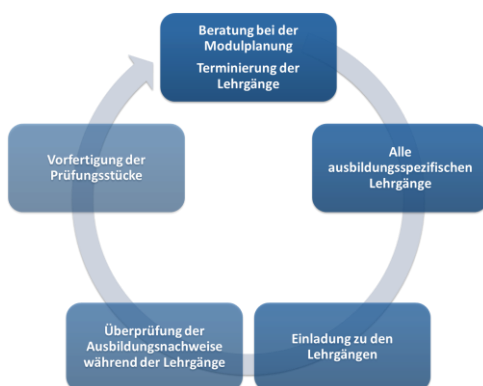 Beratung bei der
Modulplanung
Terminierung der
Lehrgänge
Alle
ausbildungsspezifischen
Lehrgänge
Einladung zu den
Lehrgängen
Überprüfung der
Ausbildungsnachweise
während der Lehrgänge
Vorfertigung der
Prüfungsstücke